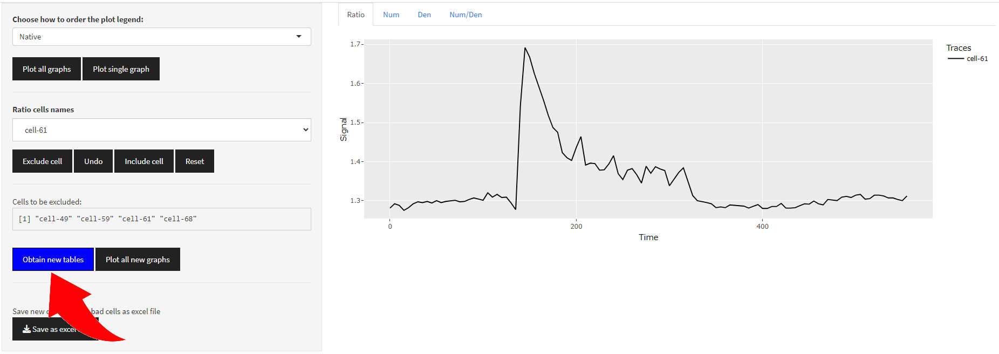 Choose how to order the plot legend:
Native
Plot all graphs Plot single graph
Ratio cells names
cell-61
Exclude cell Undo Include cell Reset
Cells to be excluded:
[1] "cell-49" "cell-59" "cell-61" "cell-68"
Obtain new tables Plot all new graphs
Save new bad cells as excel file
Save as excel
Ratio Num Den Num/Den
1.7
1.6
1.5
1.4
1.3
Signal
0 200 400
Time
Traces
cell-61